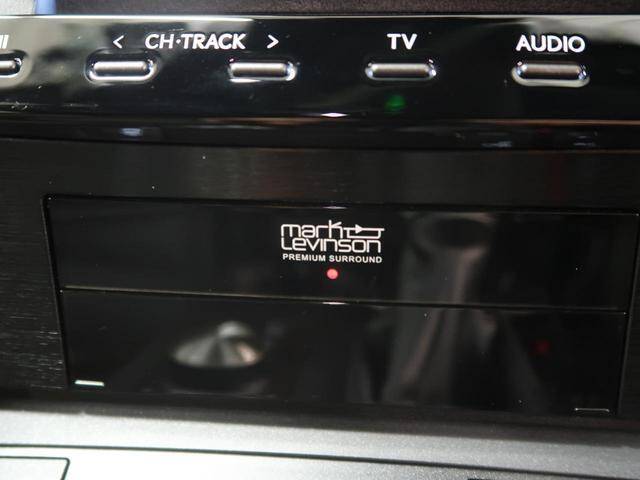 < CH·TRACK > TV AUDIO
mark
Levinson
PREMIUM SURROUND